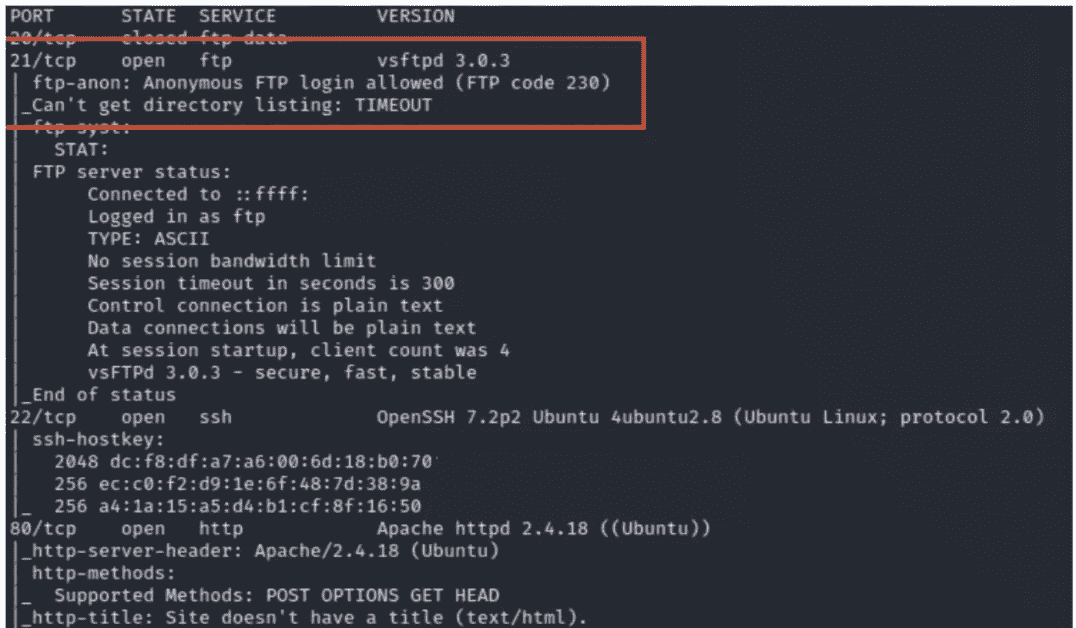 PORT STATE SERVICE VERSION
20/tcp closed ftp-data
21/tcp open ftp vsftpd 3.0.3
| ftp-anon: Anonymous FTP login allowed (FTP code 230)
|_Can't get directory listing: TIMEOUT
| ftp-syst:
| STAT:
| FTP server status:
| Connected to ::ffff:
| Logged in as ftp
| TYPE: ASCII
| No session bandwidth limit
| Session timeout in seconds is 300
| Control connection is plain text
| Data connections will be plain text
| At session startup, client count was 4
| vsFTPd 3.0.3 - secure, fast, stable
|_End of status
22/tcp open ssh OpenSSH 7.2p2 Ubuntu 4ubuntu2.8 (Ubuntu Linux; protocol 2.0)
| ssh-hostkey:
| 2048 dc:f8:df:a7:a6:00:6d:18:b0:70
| 256 ec:c0:f2:d9:1e:6f:48:7d:38:9a
|_ 256 a4:1a:15:a5:d4:b1:cf:8f:16:50
80/tcp open http Apache httpd 2.4.18 ((Ubuntu))
|_http-server-header: Apache/2.4.18 (Ubuntu)
| http-methods:
|_ Supported Methods: POST OPTIONS GET HEAD
|_http-title: Site doesn't have a title (text/html).